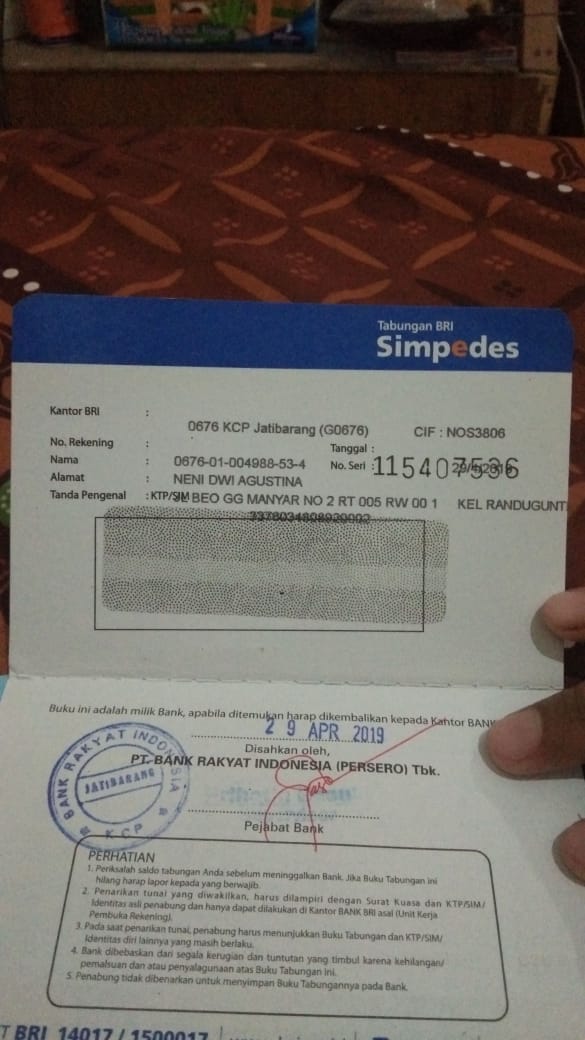 Tabungan BRI
Simpedes
Kantor BRI :
0676 KCP Jatibarang (G0676) CIF : NOS3806
No. Rekening : Tanggal :
Nama : 0676-01-004988-53-4 No. Seri : 115407536
Alamat : NENI DWI AGUSTINA
Tanda Pengenal : KTP/SIM BEO GG MANYAR NO 2 RT 005 RW 00 1 KEL RANDUGUNT
Buku ini adalah milik Bank, apabila ditemukan harap dikembalikan kepada Kantor BANK
2 9 APR 2019
Disahkan oleh,
PT. BANK RAKYAT INDONESIA (PERSERO) Tbk.
BANK RAKYAT INDONESIA
JATIBARANG
KCP
Pejabat Bank
PERHATIAN
1. Periksalah saldo tabungan Anda sebelum meninggalkan Bank. Jika Buku Tabungan ini
hilang harap lapor kepada yang berwajib.
2. Penarikan tunai yang diwakilkan, harus dilampiri dengan Surat Kuasa dan KTP/SIM/
Identitas asli penabung dan hanya dapat dilakukan di Kantor BANK BRI asal (Unit Kerja
Pembuka Rekening).
3. Pada saat penarikan tunai, penabung harus menunjukkan Buku Tabungan dan KTP/SIM/
Identitas diri lainnya yang masih berlaku.
4. Bank dibebaskan dari segala kerugian dan tuntutan yang timbul karena kehilangan/
pemalsuan dan atau penyalagunaan atas Buku Tabungan ini.
5. Penabung tidak dibenarkan untuk menyimpan Buku Tabungannya pada Bank.
T BRI 14017 / 1500017